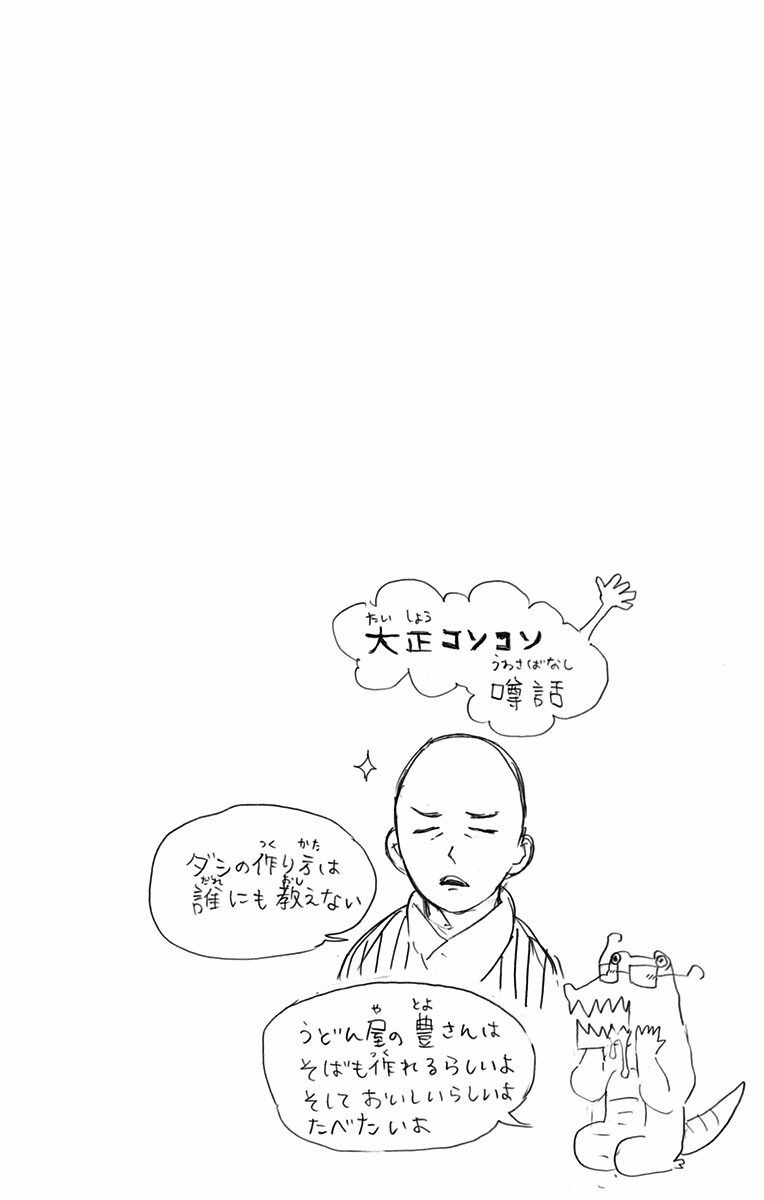 大正コソコソ
噂話
ダシの作り方は
誰にも教えない
うどん屋の豊さんは
そばも作れるらしいよ
そしておいしいらしいよ
たべたいよ